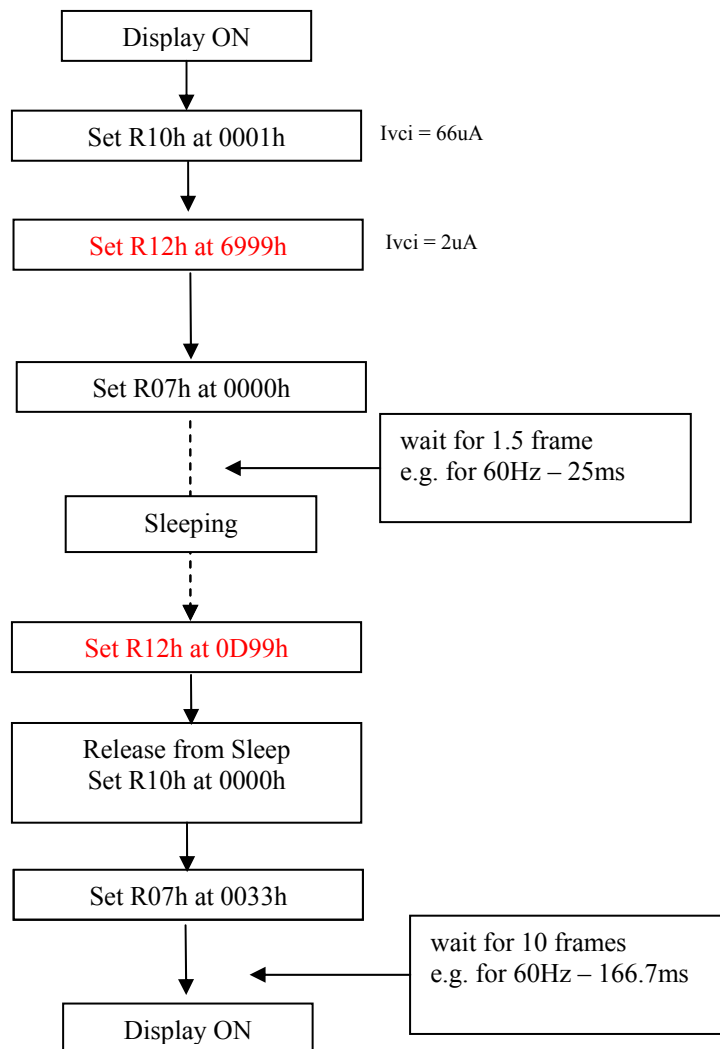 Display ON
Set R10h at 0001h
Ivci = 66uA
Set R12h at 6999h
Ivci = 2uA
Set R07h at 0000h
wait for 1.5 frame
e.g. for 60Hz – 25ms
Sleeping
Set R12h at 0D99h
Release from Sleep
Set R10h at 0000h
Set R07h at 0033h
wait for 10 frames
e.g. for 60Hz – 166.7ms
Display ON